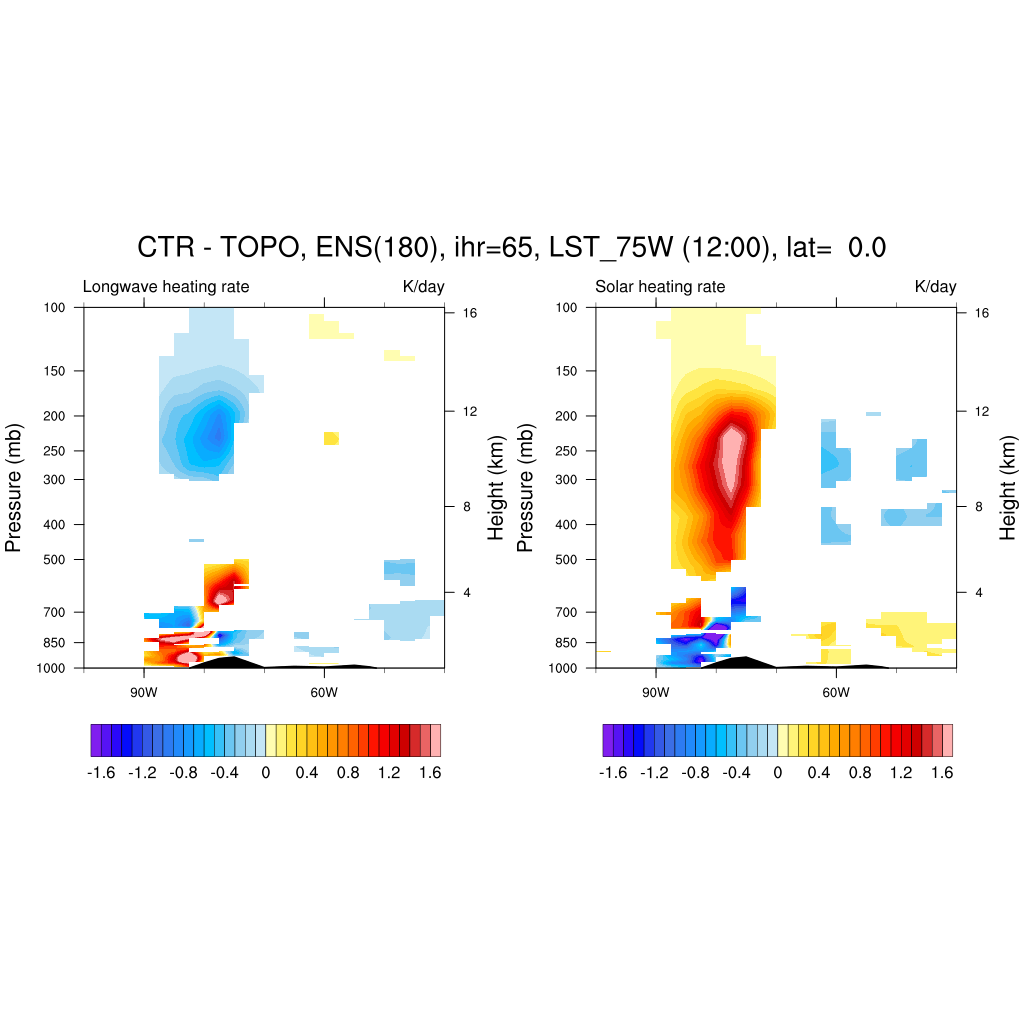 CTR - TOPO, ENS(180), ihr=65, LST_75W (12:00), lat=  0.0
Longwave heating rate
K/day
100
150
200
250
300
400
500
700
850
1000
Pressure (mb)
16
12
8
4
Height (km)
90W
60W
-1.6 -1.2 -0.8 -0.4 0 0.4 0.8 1.2 1.6
Solar heating rate
K/day
100
150
200
250
300
400
500
700
850
1000
Pressure (mb)
16
12
8
4
Height (km)
90W
60W
-1.6 -1.2 -0.8 -0.4 0 0.4 0.8 1.2 1.6